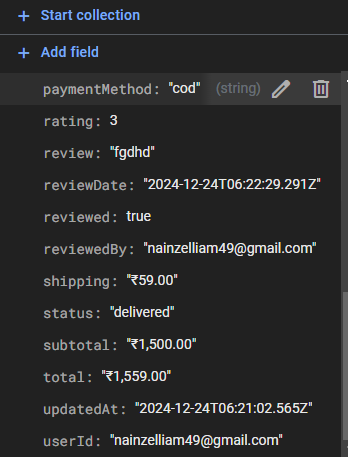 + Start collection
+ Add field
paymentMethod: "cod" (string)
rating: 3
review: "fgdhd"
reviewDate: "2024-12-24T06:22:29.291Z"
reviewed: true
reviewedBy: "nainzelliam49@gmail.com"
shipping: "₹59.00"
status: "delivered"
subtotal: "₹1,500.00"
total: "₹1,559.00"
updatedAt: "2024-12-24T06:21:02.565Z"
userId: "nainzelliam49@gmail.com"